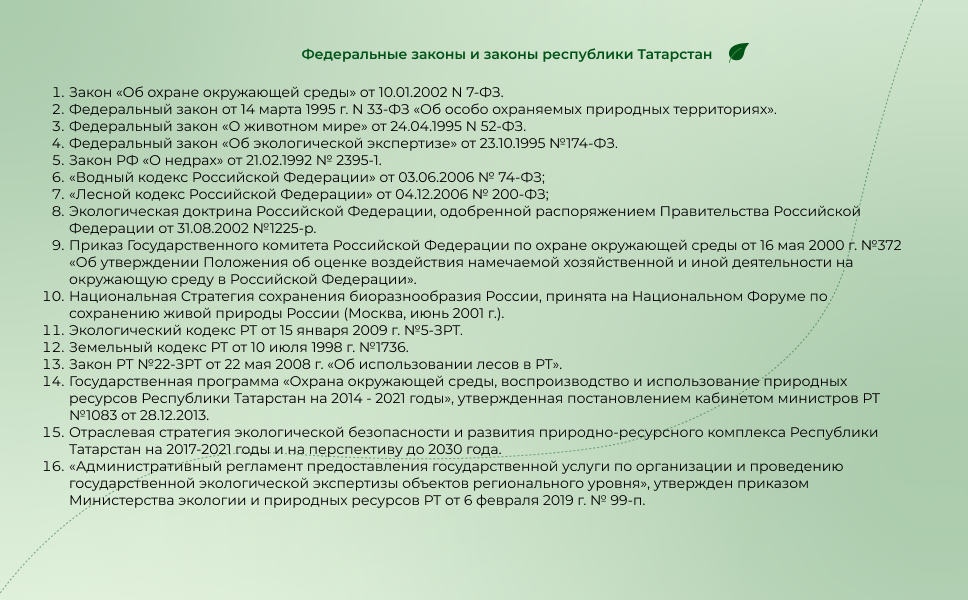 Федеральные законы и законы республики Татарстан
1. Закон «Об охране окружающей среды» от 10.01.2002 N 7-ФЗ.
2. Федеральный закон от 14 марта 1995 г. N 33-ФЗ «Об особо охраняемых природных территориях».
3. Федеральный закон «О животном мире» от 24.04.1995 N 52-ФЗ.
4. Федеральный закон «Об экологической экспертизе» от 23.10.1995 №174-ФЗ.
5. Закон РФ «О недрах» от 21.02.1992 № 2395-1.
6. «Водный кодекс Российской Федерации» от 03.06.2006 № 74-ФЗ;
7. «Лесной кодекс Российской Федерации» от 04.12.2006 № 200-ФЗ;
8. Экологическая доктрина Российской Федерации, одобренной распоряжением Правительства Российской
Федерации от 31.08.2002 №1225-р.
9. Приказ Государственного комитета Российской Федерации по охране окружающей среды от 16 мая 2000 г. №372
«Об утверждении Положения об оценке воздействия намечаемой хозяйственной и иной деятельности на
окружающую среду в Российской Федерации».
10. Национальная Стратегия сохранения биоразнообразия России, принята на Национальном Форуме по
сохранению живой природы России (Москва, июнь 2001 г.).
11. Экологический кодекс РТ от 15 января 2009 г. №5-ЗРТ.
12. Земельный кодекс РТ от 10 июля 1998 г. №1736.
13. Закон РТ №22-ЗРТ от 22 мая 2008 г. «Об использовании лесов в РТ».
14. Государственная программа «Охрана окружающей среды, воспроизводство и использование природных
ресурсов Республики Татарстан на 2014 - 2021 годы», утвержденная постановлением кабинетом министров РТ
№1083 от 28.12.2013.
15. Отраслевая стратегия экологической безопасности и развития природно-ресурсного комплекса Республики
Татарстан на 2017-2021 годы и на перспективу до 2030 года.
16. «Административный регламент предоставления государственной услуги по организации и проведению
государственной экологической экспертизы объектов регионального уровня», утвержден приказом
Министерства экологии и природных ресурсов РТ от 6 февраля 2019 г. № 99-п.